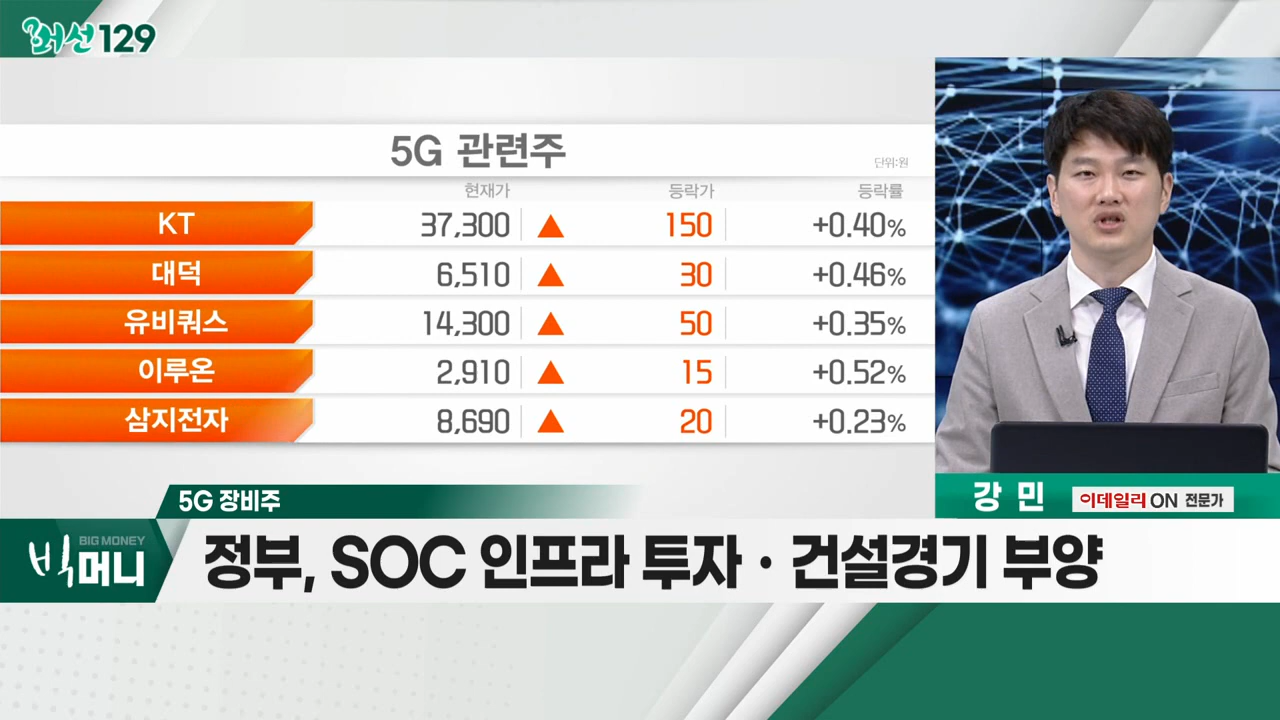 머선129
5G 관련주
단위:원
현재가 등락가 등락률
KT 37,300 ▲ 150 +0.40%
대덕 6,510 ▲ 30 +0.46%
유비쿼스 14,300 ▲ 50 +0.35%
이루온 2,910 ▲ 15 +0.52%
삼지전자 8,690 ▲ 20 +0.23%
강 민 이데일리 ON 전문가
5G 장비주
BIG MONEY
빅머니
정부, SOC 인프라 투자·건설경기 부양